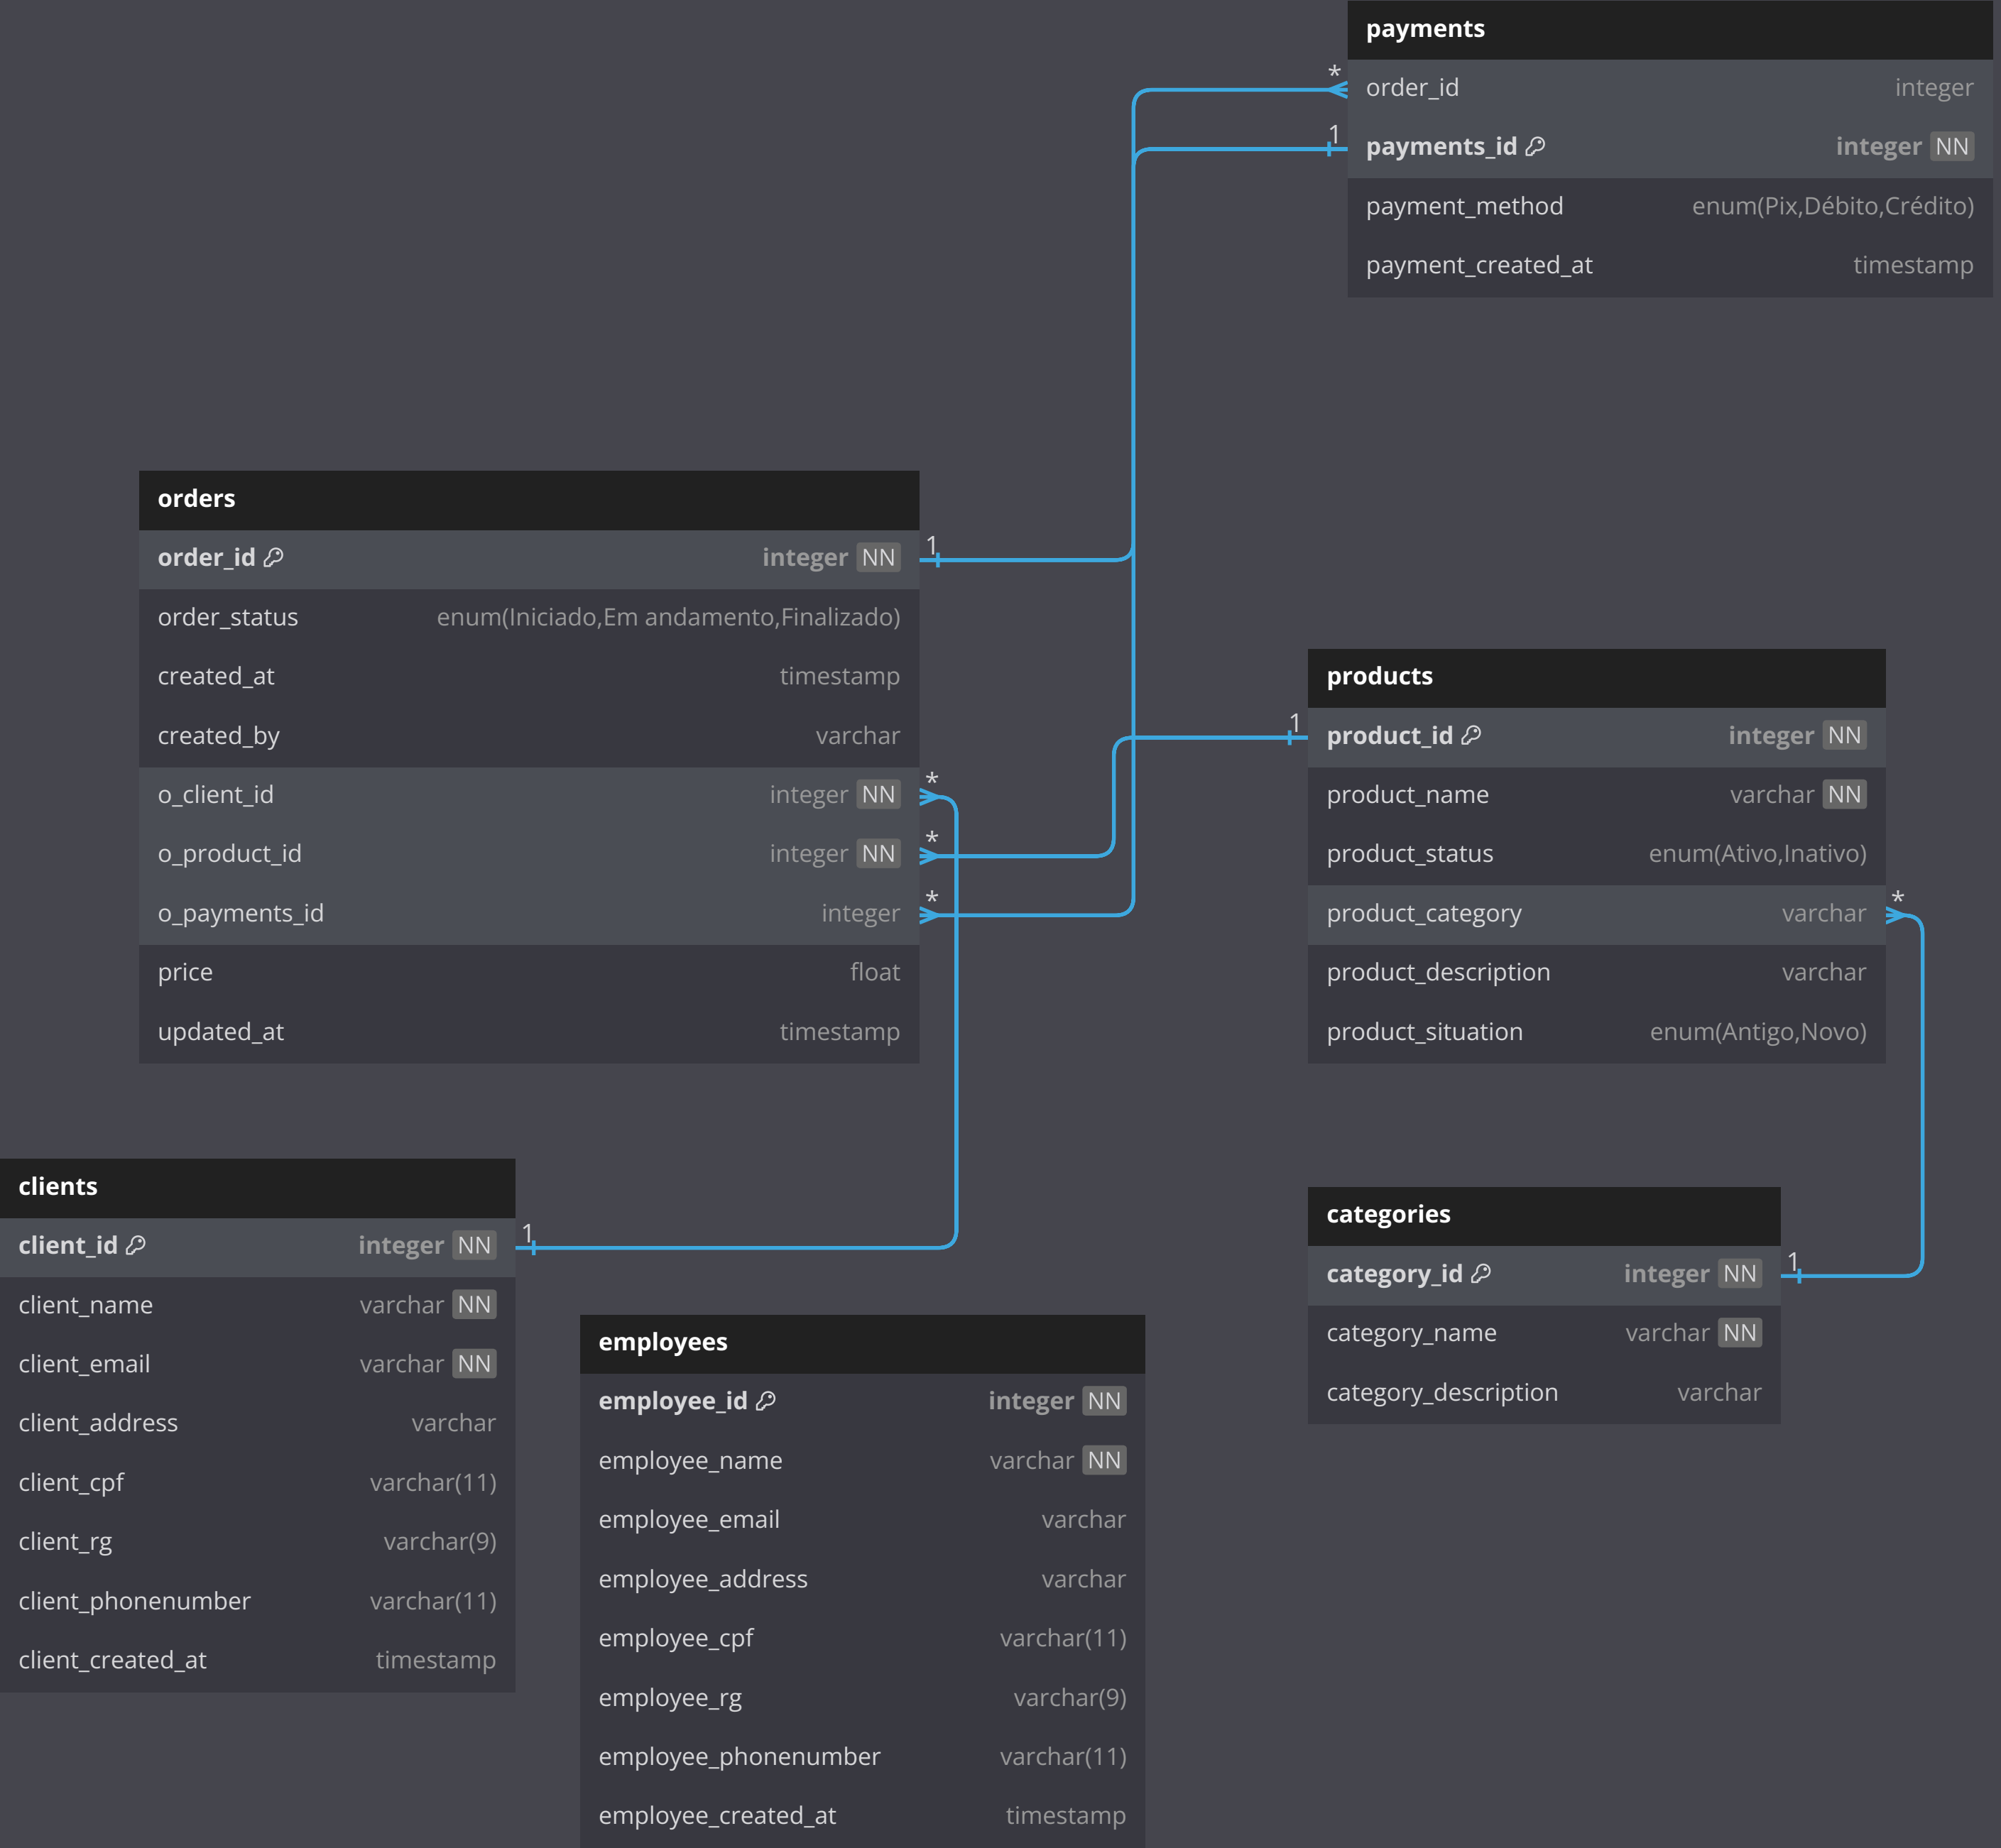 payments
* order_id integer
1 payments_id integer NN
payment_method enum(Pix,Débito,Crédito)
payment_created_at timestamp
orders
order_id integer NN 1
order_status enum(Iniciado,Em andamento,Finalizado)
created_at timestamp
created_by varchar
o_client_id integer NN *
o_product_id integer NN *
o_payments_id integer *
price float
updated_at timestamp
products
1 product_id integer NN
product_name varchar NN
product_status enum(Ativo,Inativo)
product_category varchar *
product_description varchar
product_situation enum(Antigo,Novo)
clients
client_id integer NN 1
client_name varchar NN
client_email varchar NN
client_address varchar
client_cpf varchar(11)
client_rg varchar(9)
client_phonenumber varchar(11)
client_created_at timestamp
employees
employee_id integer NN
employee_name varchar NN
employee_email varchar
employee_address varchar
employee_cpf varchar(11)
employee_rg varchar(9)
employee_phonenumber varchar(11)
employee_created_at timestamp
categories
category_id integer NN 1
category_name varchar NN
category_description varchar